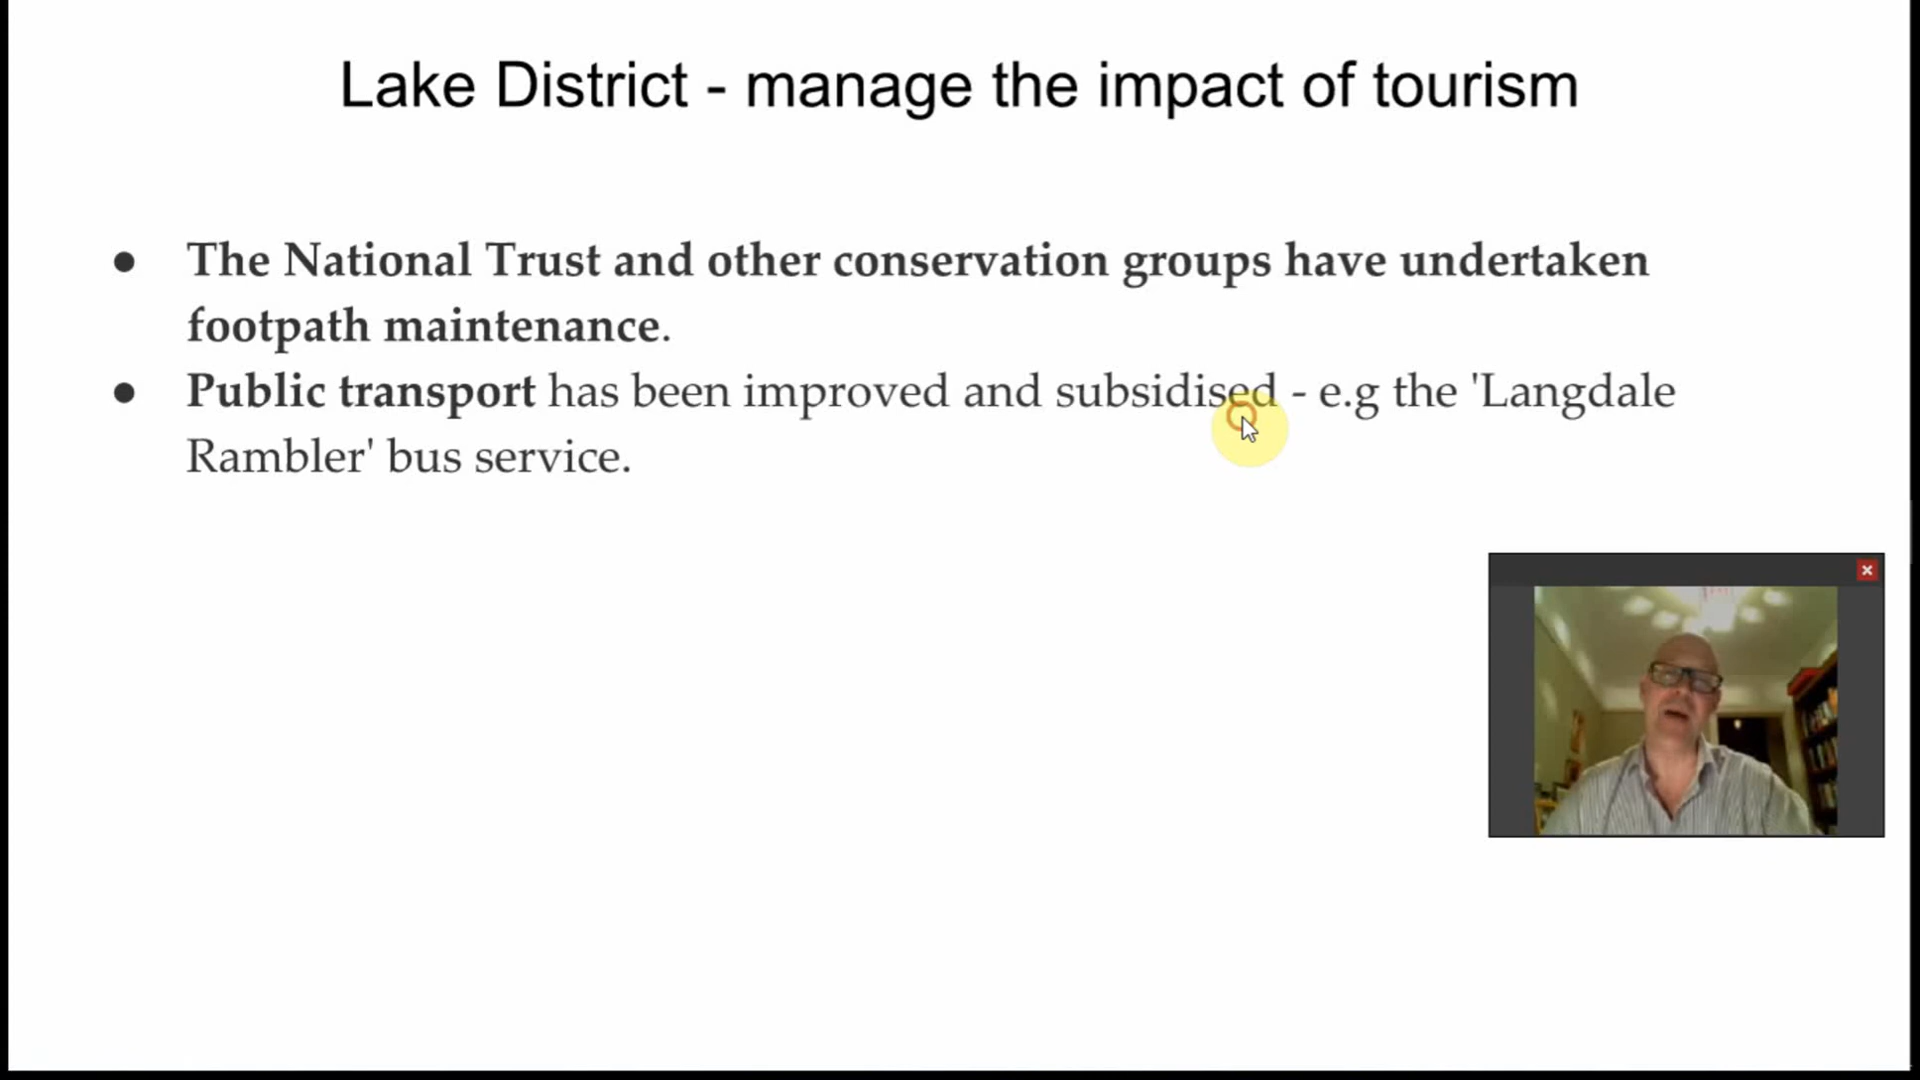 Lake District - manage the impact of tourism
● The National Trust and other conservation groups have undertaken
footpath maintenance.
● Public transport has been improved and subsidised - e.g the 'Langdale
Rambler' bus service.